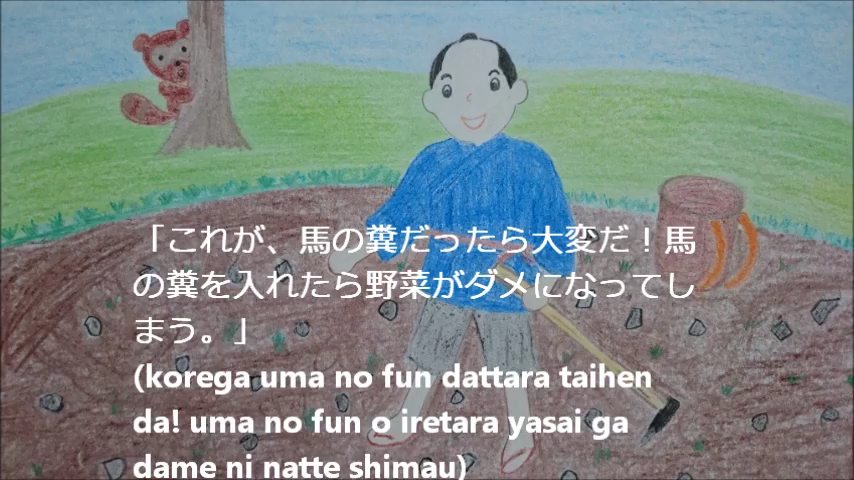 「これが、馬の糞だったら大変だ！馬
の糞を入れたら野菜がダメになってし
まう。」
(korega uma no fun dattara taihen
da! uma no fun o iretara yasai ga
dame ni natte shimau)